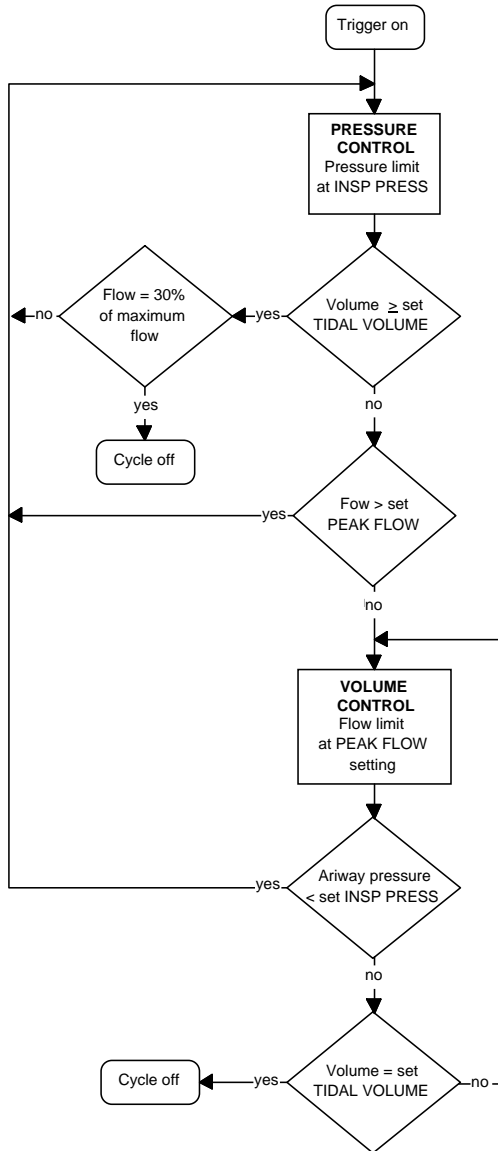 Trigger on
PRESSURE
CONTROL
Pressure limit
at INSP PRESS
Flow = 30%
of maximum
flow
no
yes
Volume ≥ set
TIDAL VOLUME
yes
no
Cycle off
yes
Fow > set
PEAK FLOW
no
VOLUME
CONTROL
Flow limit
at PEAK FLOW
setting
yes
Ariway pressure
< set INSP PRESS
no
Cycle off
yes
Volume = set
TIDAL VOLUME
no